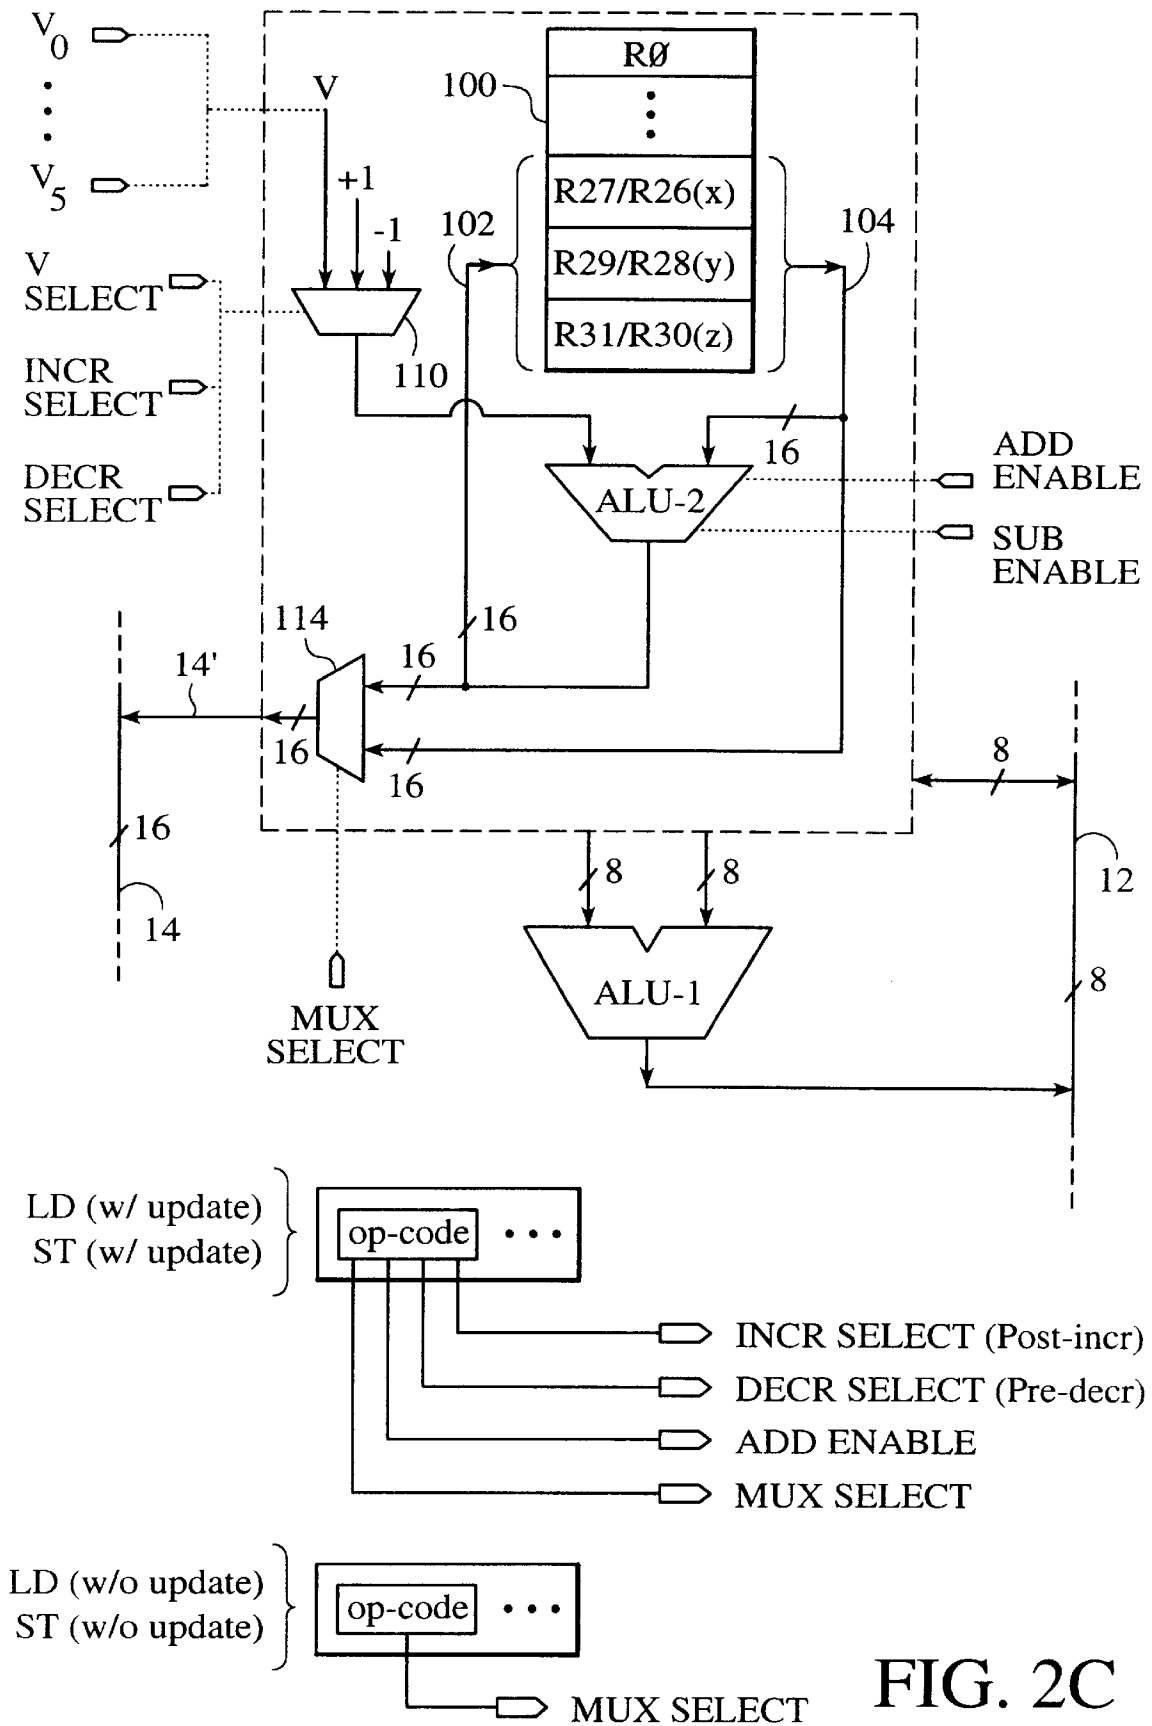 V0
V5
V
SELECT
INCR
SELECT
DECR
SELECT
V
+1
-1
110
102
100
RØ
R27/R26(x)
R29/R28(y)
R31/R30(z)
104
16
ALU-2
ADD
ENABLE
SUB
ENABLE
114
16
16
14'
16
16
16
14
MUX
SELECT
8
8
8
12
8
ALU-1
LD (w/ update)
ST (w/ update)
op-code
INCR SELECT (Post-incr)
DECR SELECT (Pre-decr)
ADD ENABLE
MUX SELECT
LD (w/o update)
ST (w/o update)
op-code
MUX SELECT
FIG. 2C